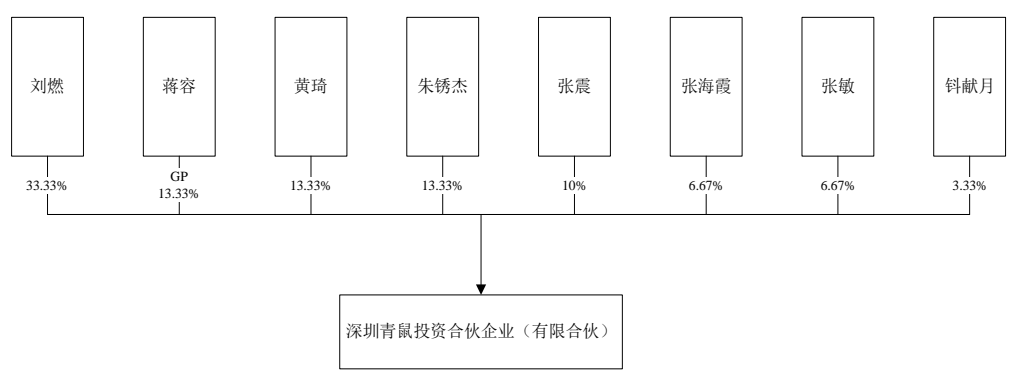 刘燃
蒋容
黄琦
朱锈杰
张震
张海霞
张敏
钭献月
33.33%
GP
13.33%
13.33%
13.33%
10%
6.67%
6.67%
3.33%
深圳青鼠投资合伙企业（有限合伙）